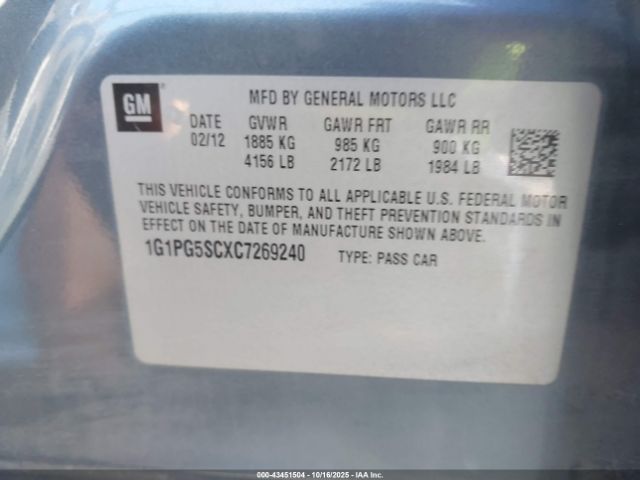 GM
MFD BY GENERAL MOTORS LLC
DATE GVWR GAWR FRT GAWR RR
02/12 1885 KG 985 KG 900 KG
4156 LB 2172 LB 1984 LB
THIS VEHICLE CONFORMS TO ALL APPLICABLE U.S. FEDERAL MOTOR
VEHICLE SAFETY, BUMPER, AND THEFT PREVENTION STANDARDS IN
EFFECT ON THE DATE OF MANUFACTURE SHOWN ABOVE.
1G1PG5SCXC7269240 TYPE: PASS CAR
000-43451504 | 10/16/2025 | IAA Inc.